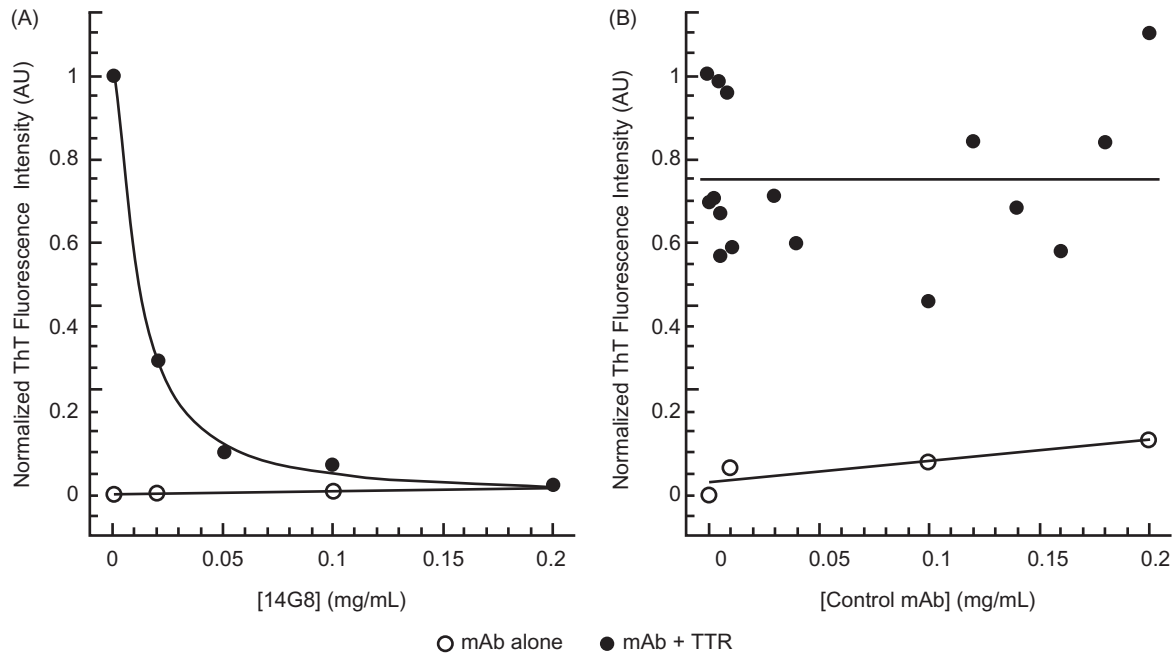 (A)
Normalized ThT Fluorescence Intensity (AU)
1
0.8
0.6
0.4
0.2
0
0 0.05 0.1 0.15 0.2
[14G8] (mg/mL)
(B)
Normalized ThT Fluorescence Intensity (AU)
1
0.8
0.6
0.4
0.2
0
0 0.05 0.1 0.15 0.2
[Control mAb] (mg/mL)
mAb alone mAb + TTR